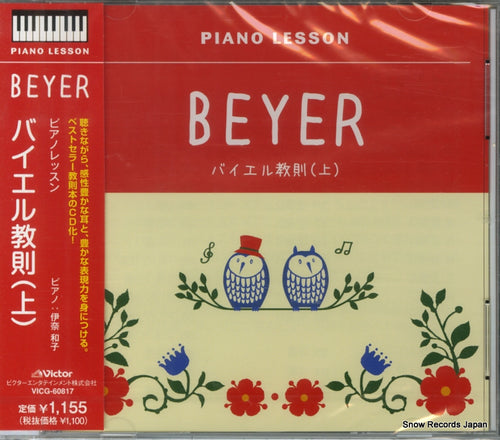 PIANO LESSON
BEYER
ピアノレッスン
バイエル教則(上)
ピアノ:伊奈 和子
聴きながら、感性豊かな耳と、豊かな表現力を身につける。
ベストセラー教則本のCD化!
Victor
ビクターエンタテインメント株式会社
VICG-60817
定価 ¥1,155
(税抜価格 ¥1,100)
PIANO LESSON
BEYER
バイエル教則(上)
Snow Records Japan